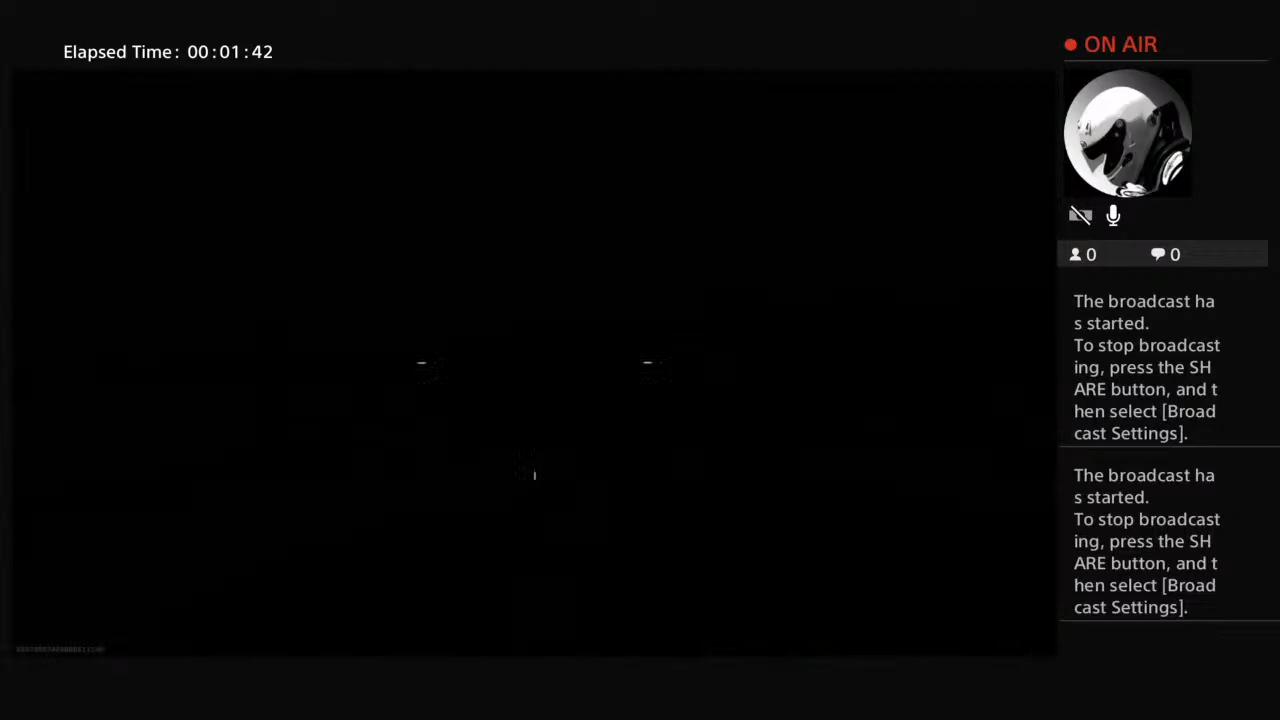 Elapsed Time: 00:01:42
ON AIR
0 0
The broadcast ha
s started.
To stop broadcast
ing, press the SH
ARE button, and t
hen select [Broad
cast Settings].
The broadcast ha
s started.
To stop broadcast
ing, press the SH
ARE button, and t
hen select [Broad
cast Settings].